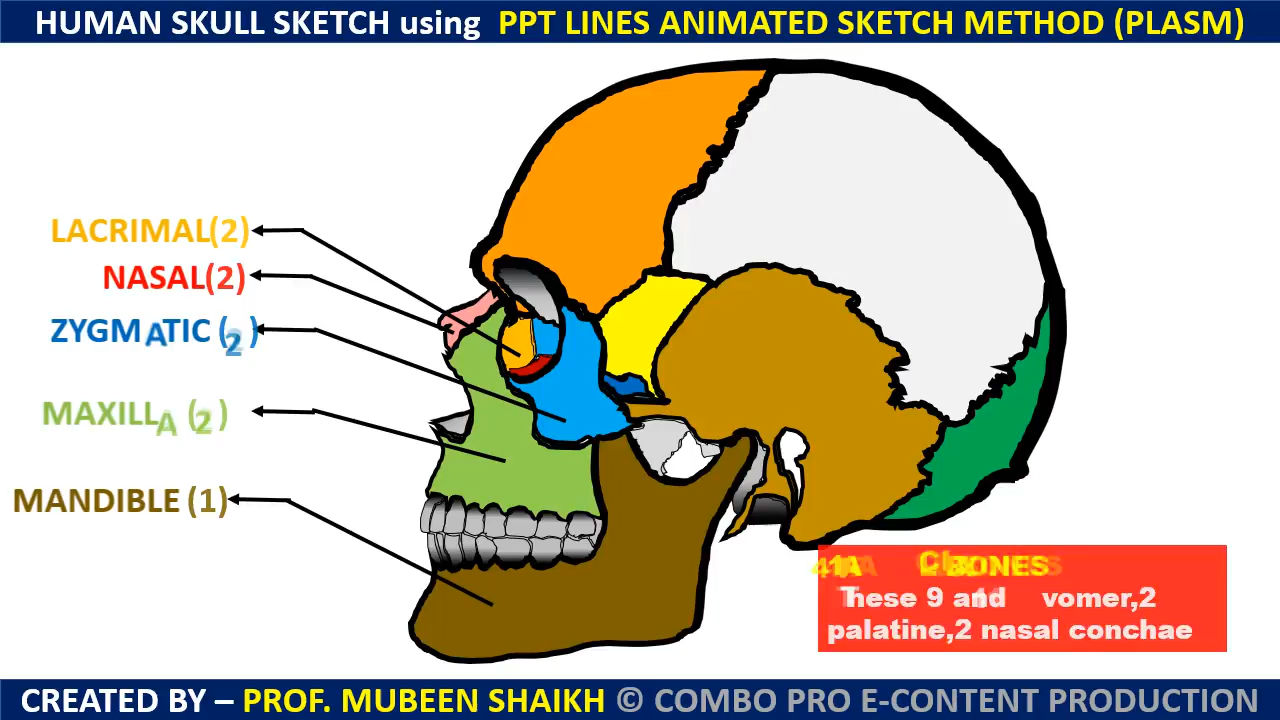 HUMAN SKULL SKETCH using PPT LINES ANIMATED SKETCH METHOD (PLASM)
LACRIMAL(2)
NASAL(2)
ZYGMATIC (2)
MAXILLA (2)
MANDIBLE (1)
BONES
These 9 and vomer,2
palatine,2 nasal conchae
CREATED BY – PROF. MUBEEN SHAIKH © COMBO PRO E-CONTENT PRODUCTION